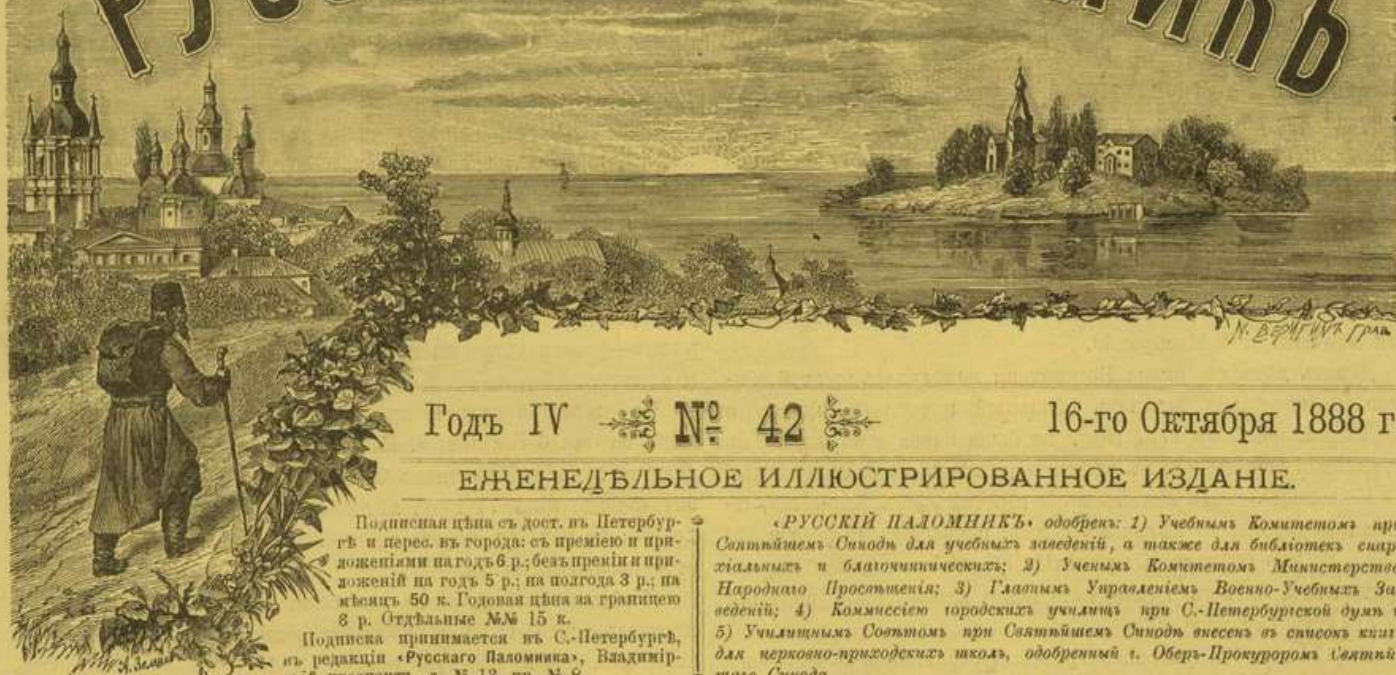 Годъ IV № 42 16-го Октября 1888 г
ЕЖЕНЕДѢЛЬНОЕ ИЛЛЮСТРИРОВАННОЕ ИЗДАНІЕ.
Подписная цѣна съ дост. въ Петербур-
гѣ и перес. въ города: съ преміею и при-
ложеніями на годъ 6 р.; безъ преміи и при-
ложеній на годъ 5 р.; на полгода 3 р.; на
мѣсяцъ 50 к. Годовая цѣна за границею
8 р. Отдѣльные №№ 15 к.
Подписка принимается въ С.-Петербургѣ,
въ редакціи «Русскаго Паломника», Владимір-
«РУССКІЙ ПАЛОМНИКЪ» одобренъ: 1) Учебнымъ Комитетомъ пр
Святѣйшемъ Синодѣ для учебныхъ заведеній, а также для библіотекъ епар
хіальныхъ и благочинническихъ; 2) Ученымъ Комитетомъ Министерства
Народнаго Просвѣщенія; 3) Главнымъ Управленіемъ Военно-Учебныхъ За
веденій; 4) Коммиссіею городскихъ училищъ при С.-Петербургской думѣ и
5) Училищнымъ Совѣтомъ при Святѣйшемъ Синодѣ внесенъ въ списокъ книг
для церковно-приходскихъ школъ, одобренный г. Оберъ-Прокуроромъ Святѣй
шаго Синода
Н. ВЕРИГИНЪ ГРАВ